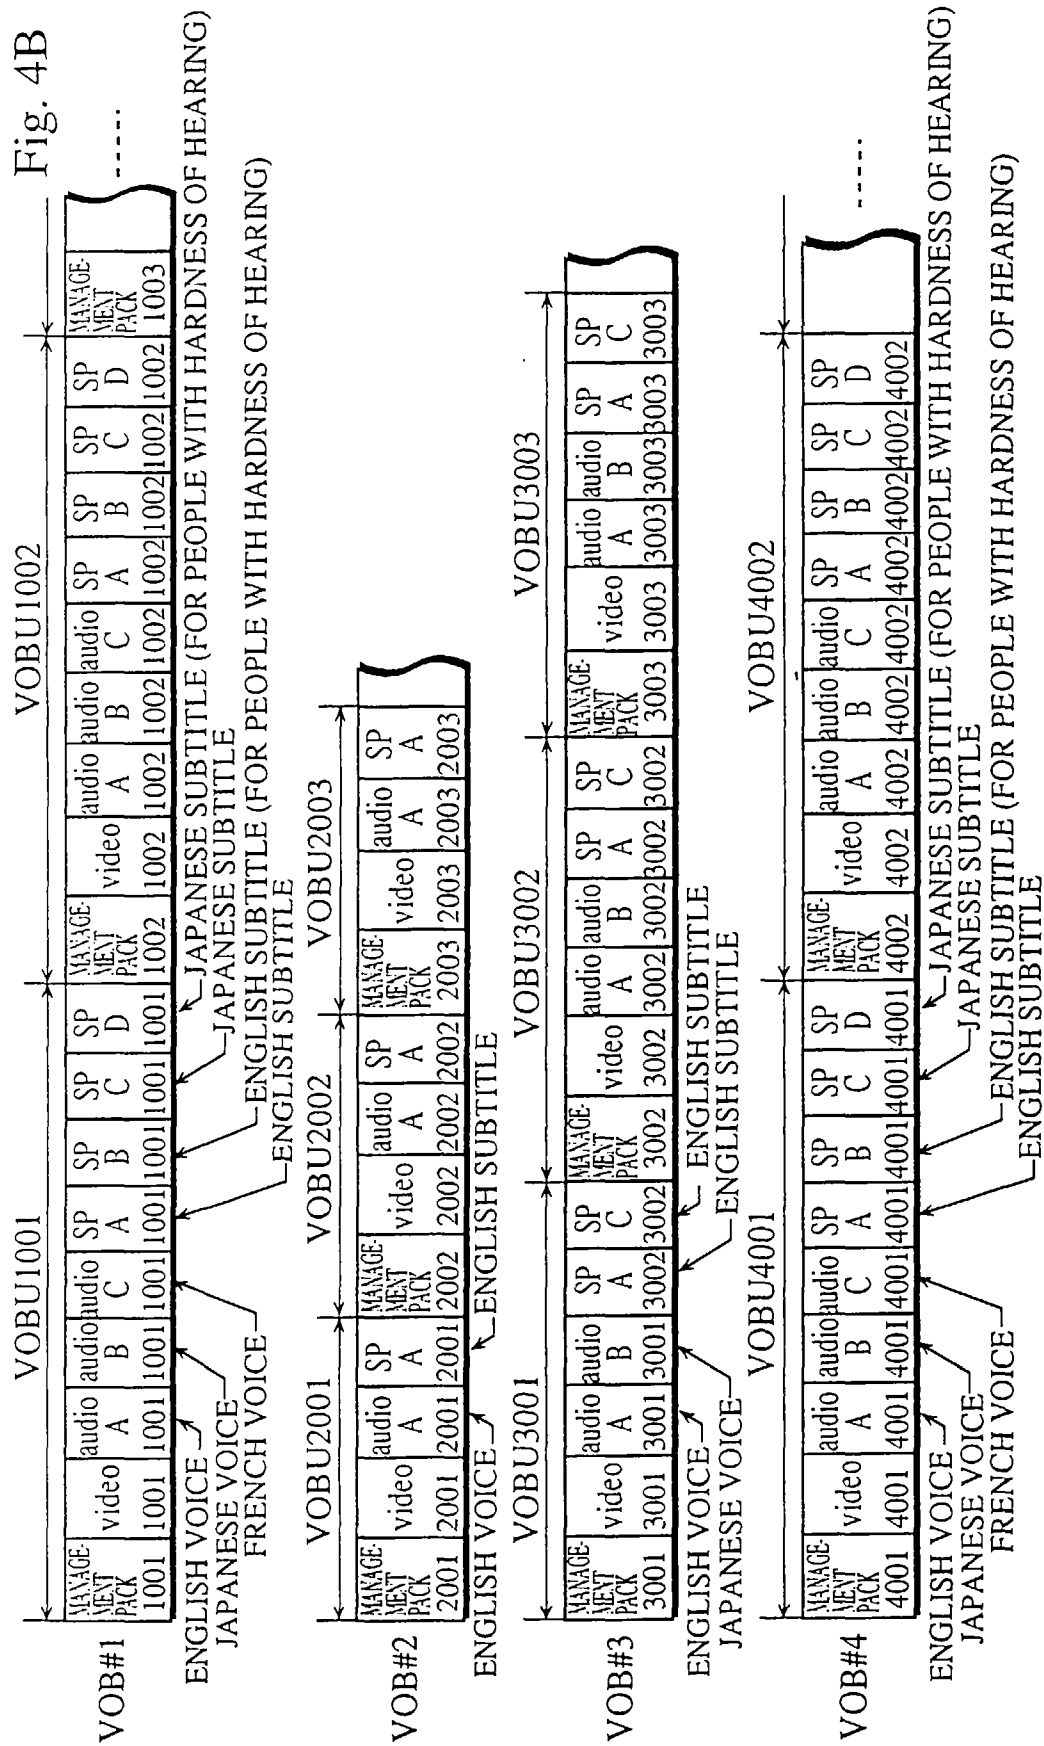 Fig. 4B
VOBU1001
VOBU1002
VOB#1
MANAGE-
MENT
PACK
1001
video
1001
audio
A
1001
audio
B
1001
audio
C
1001
SP
A
1001
SP
B
1001
SP
C
1001
SP
D
1001
MANAGE-
MENT
PACK
1002
video
1002
audio
A
1002
audio
B
1002
audio
C
1002
SP
A
1002
SP
B
1002
SP
C
1002
SP
D
1002
MANAGE-
MENT
PACK
1003
ENGLISH VOICE
JAPANESE VOICE
FRENCH VOICE
JAPANESE SUBTITLE (FOR PEOPLE WITH HARDNESS OF HEARING)
JAPANESE SUBTITLE
ENGLISH SUBTITLE (FOR PEOPLE WITH HARDNESS OF HEARING)
ENGLISH SUBTITLE
VOBU2001
VOBU2002
VOBU2003
VOB#2
MANAGE-
MENT
PACK
2001
video
2001
audio
A
2001
SP
A
2001
MANAGE-
MENT
PACK
2002
video
2002
audio
A
2002
SP
A
2002
MANAGE-
MENT
PACK
2003
video
2003
audio
A
2003
SP
A
2003
ENGLISH VOICE
ENGLISH SUBTITLE
VOBU3001
VOBU3002
VOBU3003
VOB#3
MANAGE-
MENT
PACK
3001
video
3001
audio
A
3001
audio
B
3001
SP
A
3002
SP
C
3002
MANAGE-
MENT
PACK
3002
video
3002
audio
A
3002
audio
B
3002
SP
A
3002
SP
C
3002
MANAGE-
MENT
PACK
3003
video
3003
audio
A
3003
audio
B
3003
SP
A
3003
SP
C
3003
ENGLISH VOICE
JAPANESE VOICE
ENGLISH SUBTITLE
ENGLISH SUBTITLE
VOBU4001
VOBU4002
VOB#4
MANAGE-
MENT
PACK
4001
video
4001
audio
A
4001
audio
B
4001
audio
C
4001
SP
A
4001
SP
B
4001
SP
C
4001
SP
D
4001
MANAGE-
MENT
PACK
4002
video
4002
audio
A
4002
audio
B
4002
audio
C
4002
SP
A
4002
SP
B
4002
SP
C
4002
SP
D
4002
ENGLISH VOICE
JAPANESE VOICE
FRENCH VOICE
JAPANESE SUBTITLE (FOR PEOPLE WITH HARDNESS OF HEARING)
JAPANESE SUBTITLE
ENGLISH SUBTITLE (FOR PEOPLE WITH HARDNESS OF HEARING)
ENGLISH SUBTITLE